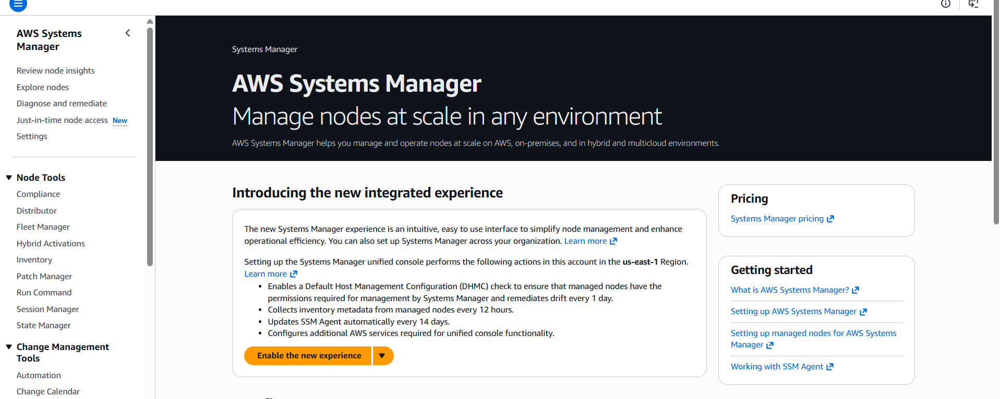 AWS Systems
Manager
Review node insights
Explore nodes
Diagnose and remediate
Just-in-time node access New
Settings
Node Tools
Compliance
Distributor
Fleet Manager
Hybrid Activations
Inventory
Patch Manager
Run Command
Session Manager
State Manager
Change Management
Tools
Automation
Change Calendar
Systems Manager
AWS Systems Manager
Manage nodes at scale in any environment
AWS Systems Manager helps you manage and operate nodes at scale on AWS, on-premises, and in hybrid and multicloud environments.
Introducing the new integrated experience
The new Systems Manager experience is an intuitive, easy to use interface to simplify node management and enhance
operational efficiency. You can also set up Systems Manager across your organization. Learn more
Setting up the Systems Manager unified console performs the following actions in this account in the us-east-1 Region.
Learn more
• Enables a Default Host Management Configuration (DHMC) check to ensure that managed nodes have the
permissions required for management by Systems Manager and remediates drift every 1 day.
• Collects inventory metadata from managed nodes every 12 hours.
• Updates SSM Agent automatically every 14 days.
• Configures additional AWS services required for unified console functionality.
Enable the new experience
Pricing
Systems Manager pricing
Getting started
What is AWS Systems Manager?
Setting up AWS Systems Manager
Setting up managed nodes for AWS Systems
Manager
Working with SSM Agent